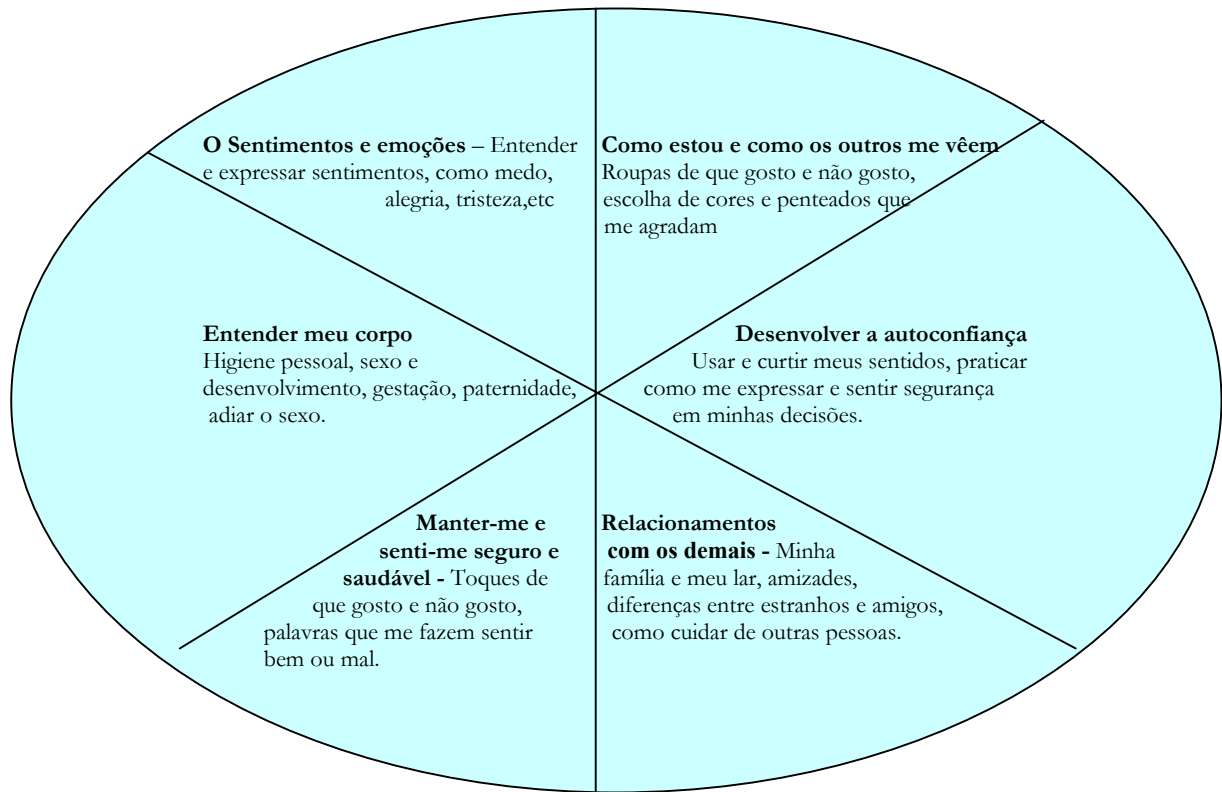 O Sentimentos e emoções – Entender
e expressar sentimentos, como medo,
alegria, tristeza,etc
Como estou e como os outros me vêem
Roupas de que gosto e não gosto,
escolha de cores e penteados que
me agradam
Entender meu corpo
Higiene pessoal, sexo e
desenvolvimento, gestação, paternidade,
adiar o sexo.
Desenvolver a autoconfiança
Usar e curtir meus sentidos, praticar
como me expressar e sentir segurança
em minhas decisões.
Manter-me e
senti-me seguro e
saudável - Toques de
que gosto e não gosto,
palavras que me fazem sentir
bem ou mal.
Relacionamentos
com os demais - Minha
família e meu lar, amizades,
diferenças entre estranhos e amigos,
como cuidar de outras pessoas.